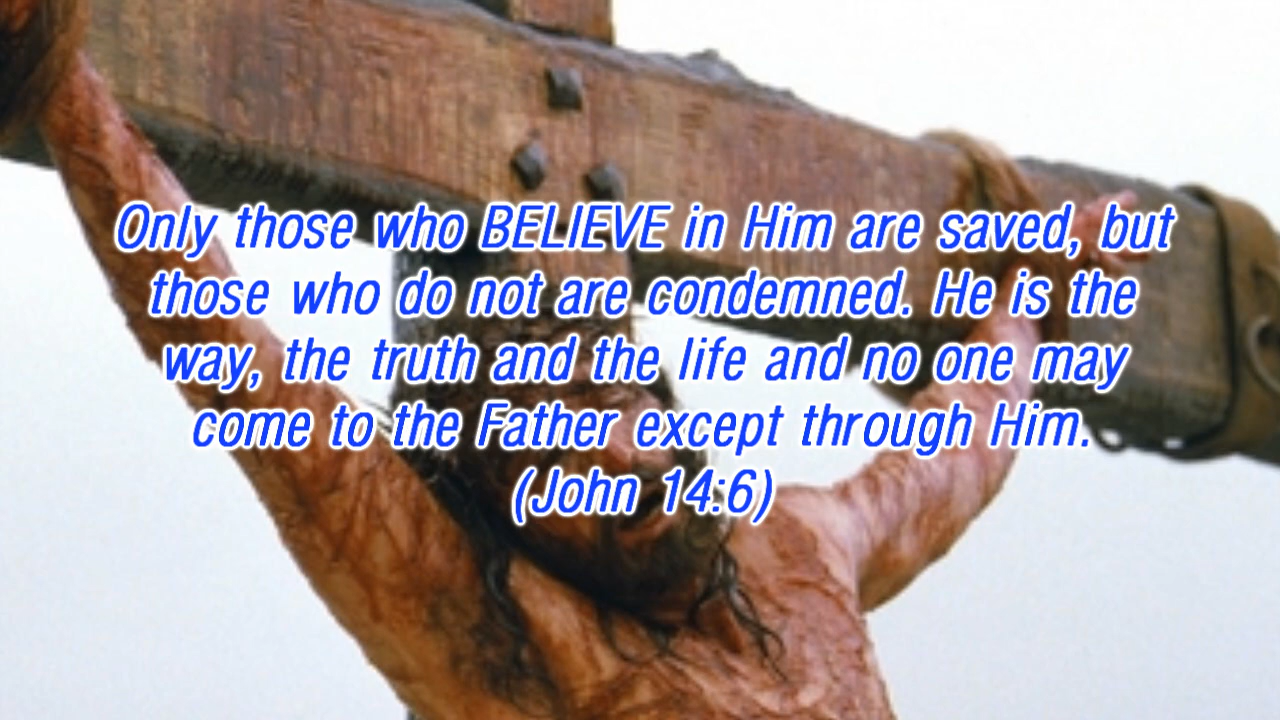 Only those who BELIEVE in Him are saved, but
those who do not are condemned. He is the
way, the truth and the life and no one may
come to the Father except through Him.
(John 14:6)